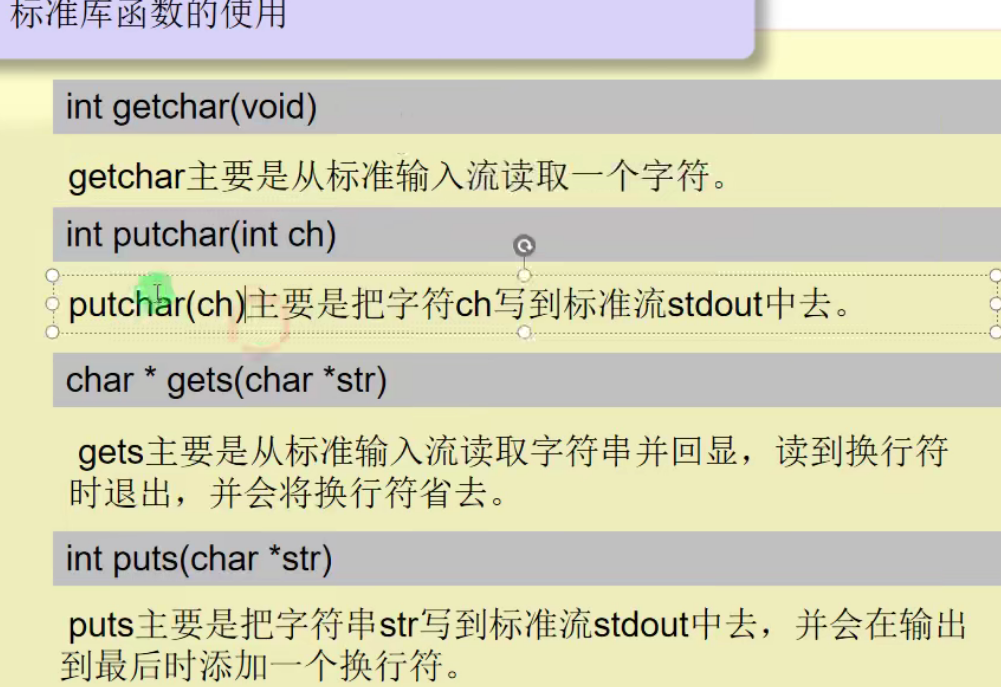 标准库函数的使用
int getchar(void)
getchar主要是从标准输入流读取一个字符。
int putchar(int ch)
putchar(ch)主要是把字符ch写到标准流stdout中去。
char * gets(char *str)
gets主要是从标准输入流读取字符串并回显，读到换行符
时退出，并会将换行符省去。
int puts(char *str)
puts主要是把字符串str写到标准流stdout中去，并会在输出
到最后时添加一个换行符。